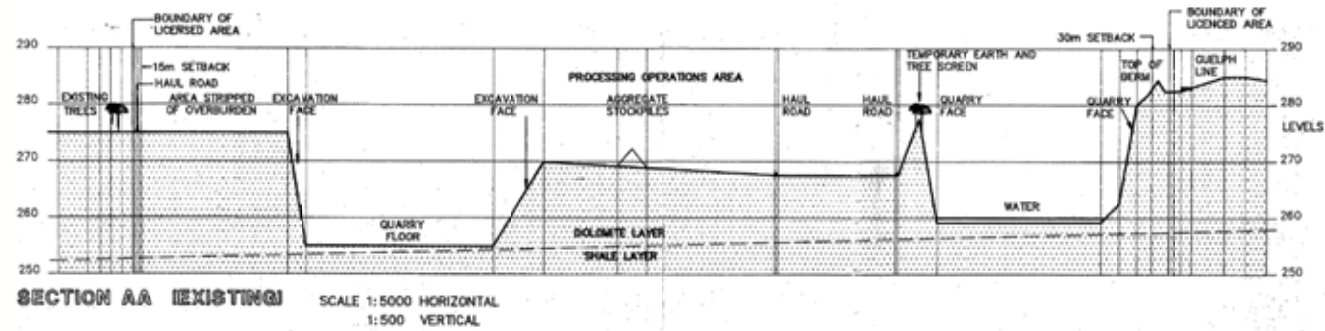 BOUNDARY OF
LICENSED AREA
BOUNDARY OF
LICENCED AREA
30m SETBACK
290
290
15m SETBACK
HAUL ROAD
PROCESSING OPERATIONS AREA
TEMPORARY EARTH AND
TREE SCREEN
TOP OF
BERM
GUELPH
LINE
280
280
EXISTING
TREES
AREA STRIPPED
OF OVERBURDEN
EXCAVATION
FACE
EXCAVATION
FACE
AGGREGATE
STOCKPILES
HAUL
ROAD
HAUL
ROAD
QUARRY
FACE
QUARRY
FACE
LEVELS
270
270
260
260
QUARRY
FLOOR
WATER
DOLOMITE LAYER
SHALE LAYER
250
250
SECTION AA (EXISTING)
SCALE 1:5000 HORIZONTAL
1:500 VERTICAL